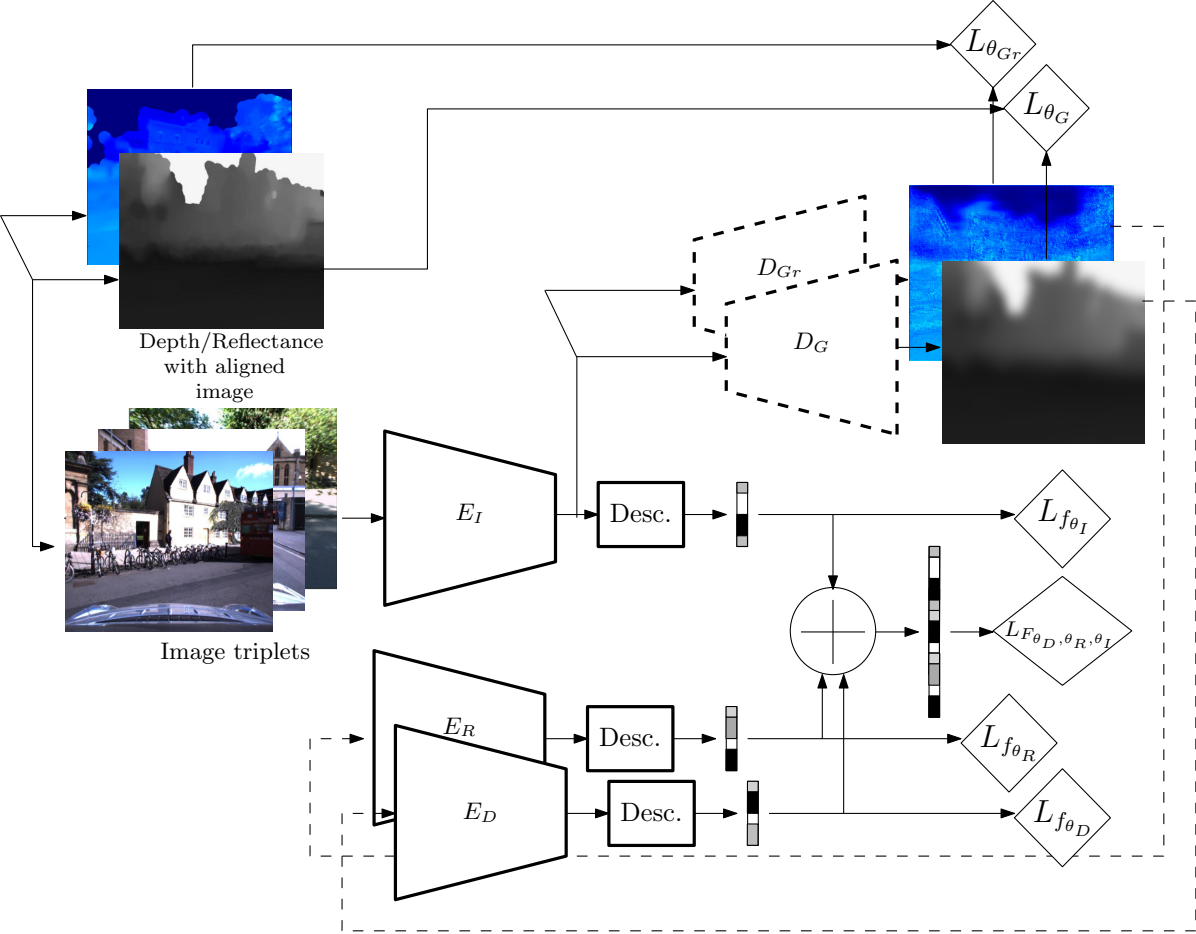 L_{θ_{Gr}}
L_{θ_G}
D_{Gr}
D_G
Depth/Reflectance
with aligned
image
E_I
Desc.
L_{f_{θ_I}}
Image triplets
L_{F_{θ_D,θ_R,θ_I}}
E_R
Desc.
L_{f_{θ_R}}
E_D
Desc.
L_{f_{θ_D}}